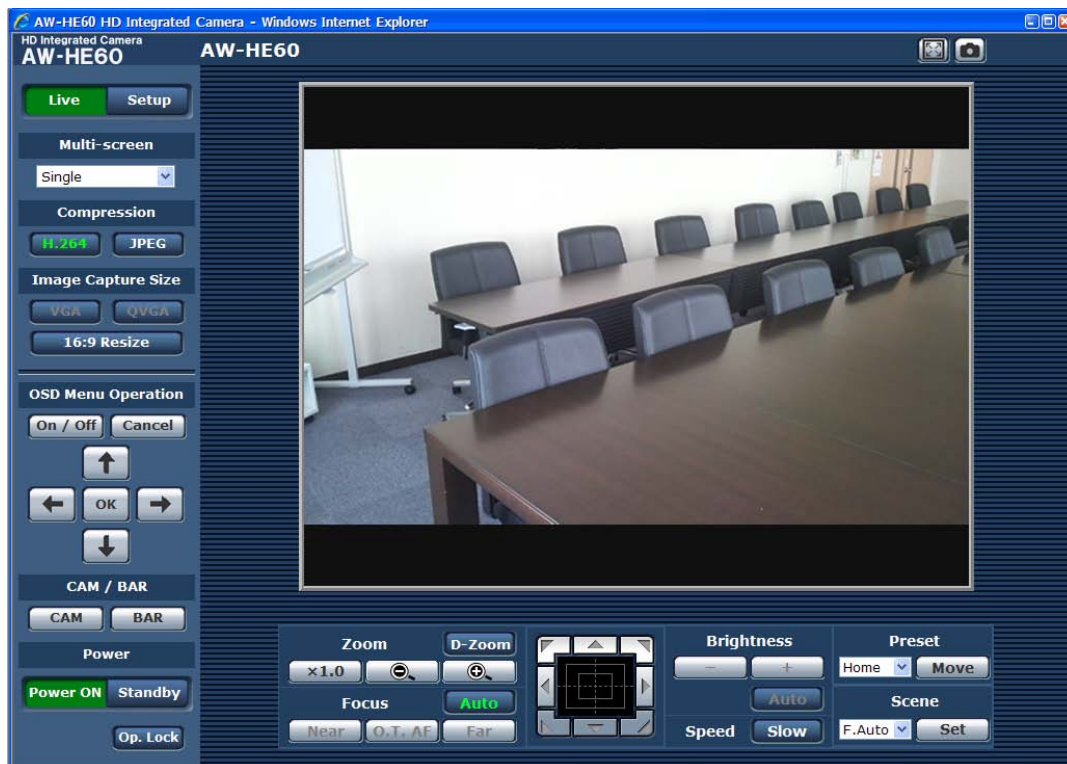 AW-HE60 HD Integrated Camera - Windows Internet Explorer
HD Integrated Camera
AW-HE60
AW-HE60
Live Setup
Multi-screen
Single
Compression
H.264 JPEG
Image Capture Size
VGA QVGA
16:9 Resize
OSD Menu Operation
On / Off Cancel
OK
CAM / BAR
CAM BAR
Power
Power ON Standby
Op. Lock
Zoom D-Zoom
×1.0
Focus Auto
Near O.T. AF Far
Brightness
− +
Auto
Speed Slow
Preset
Home Move
Scene
F.Auto Set